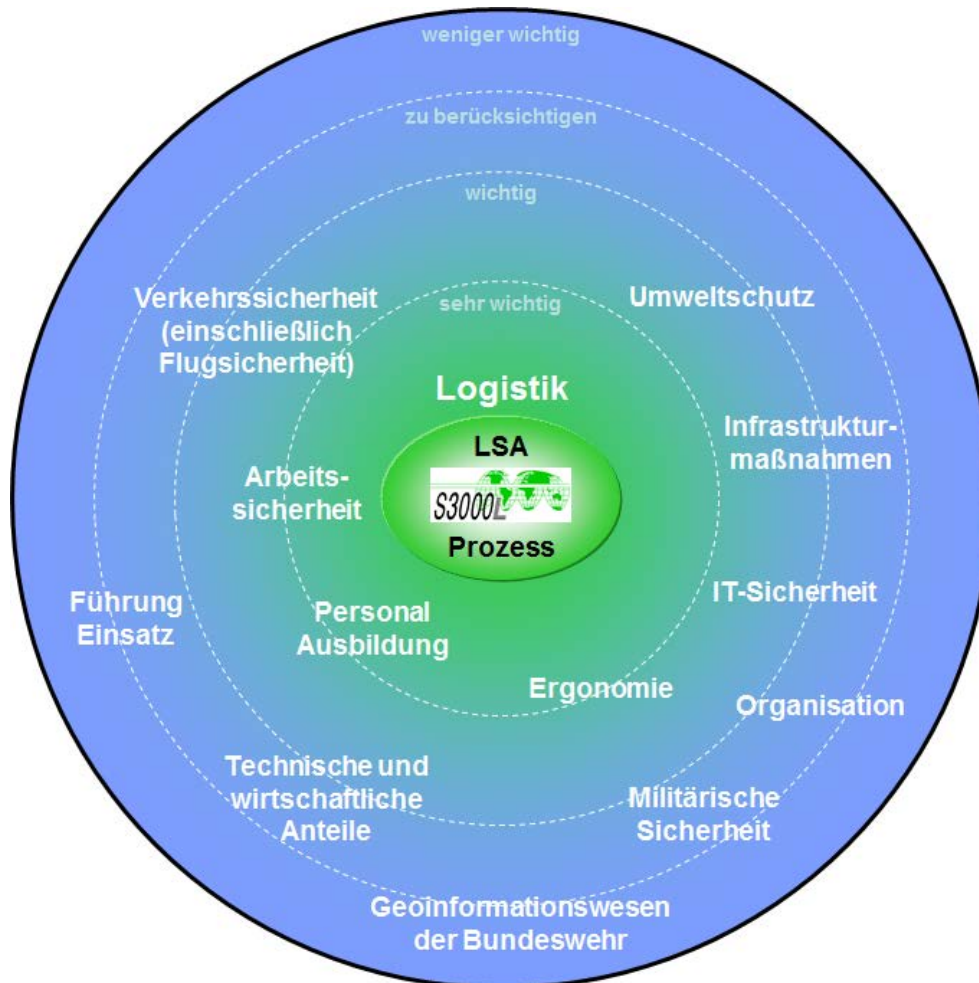 weniger wichtig
zu berücksichtigen
wichtig
sehr wichtig
Verkehrssicherheit
(einschließlich
Flugsicherheit)
Umweltschutz
Logistik
LSA
S3000L
Prozess
Infrastruktur-
maßnahmen
Arbeits-
sicherheit
Führung
Einsatz
Personal
Ausbildung
IT-Sicherheit
Ergonomie
Organisation
Technische und
wirtschaftliche
Anteile
Militärische
Sicherheit
Geoinformationswesen
der Bundeswehr